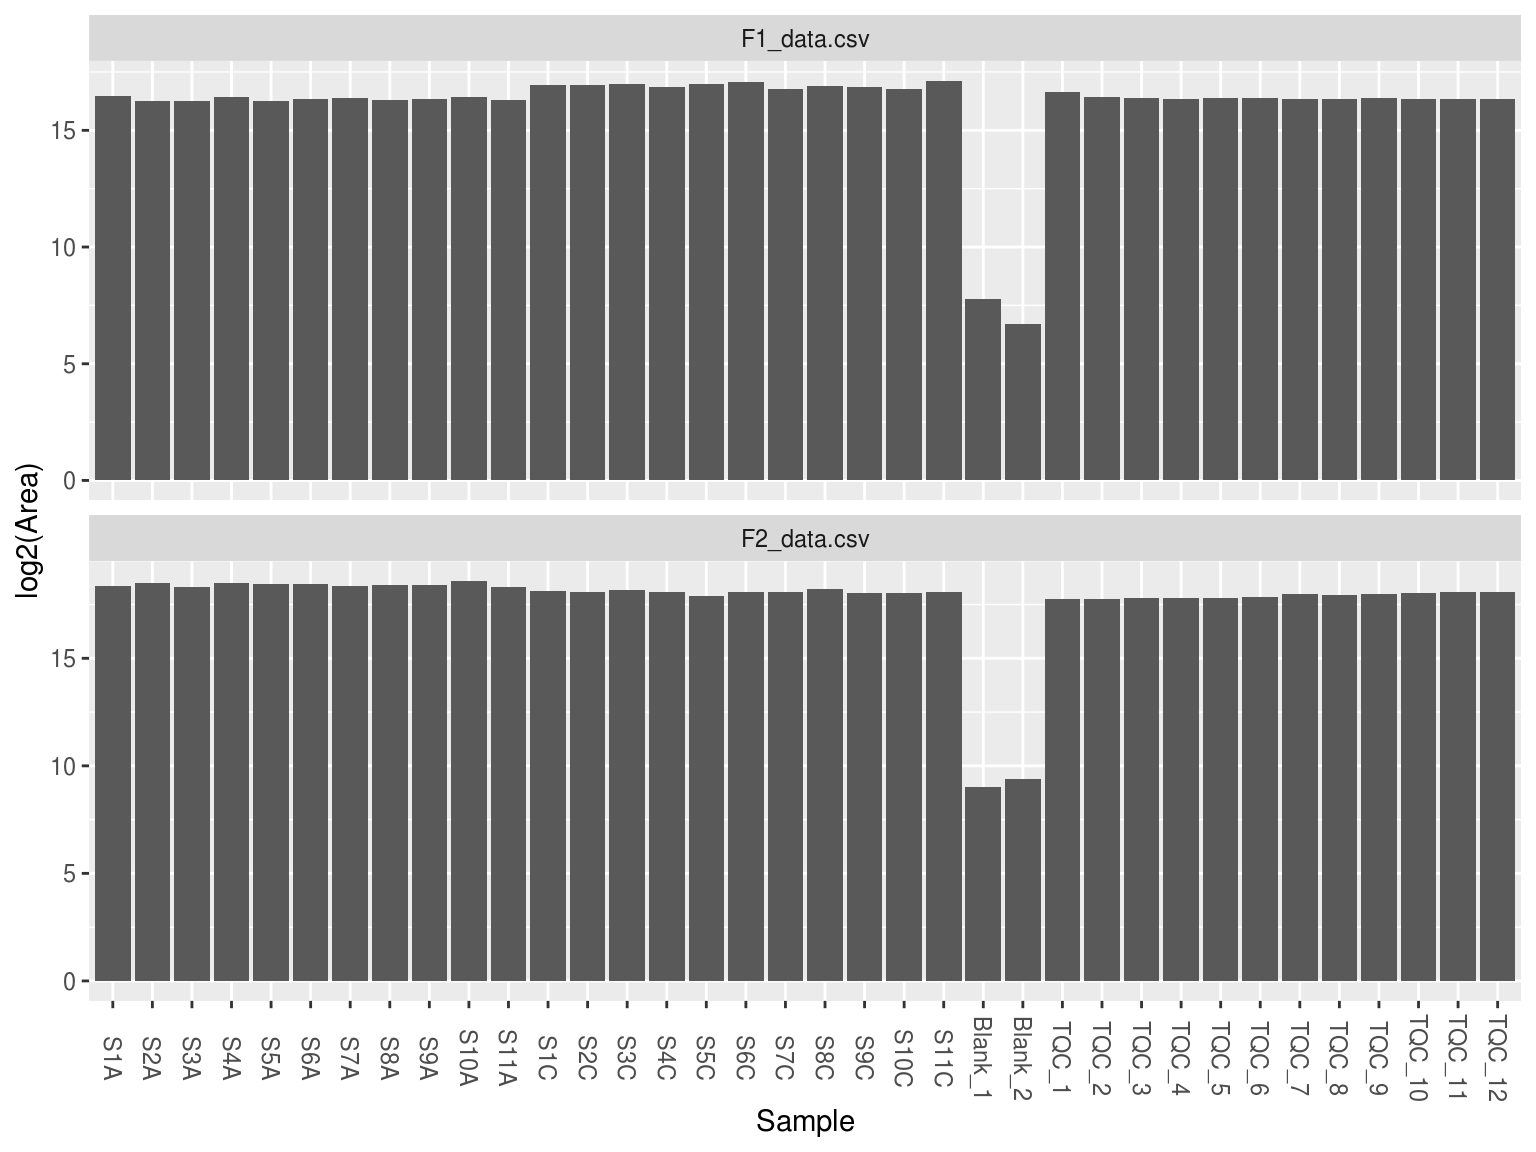 F1_data.csv
15
10
5
0
log2(Area)
F2_data.csv
15
10
5
0
S1A S2A S3A S4A S5A S6A S7A S8A S9A S10A S11A S1C S2C S3C S4C S5C S6C S7C S8C S9C S10C S11C Blank_1 Blank_2 TQC_1 TQC_2 TQC_3 TQC_4 TQC_5 TQC_6 TQC_7 TQC_8 TQC_9 TQC_10 TQC_11 TQC_12
Sample